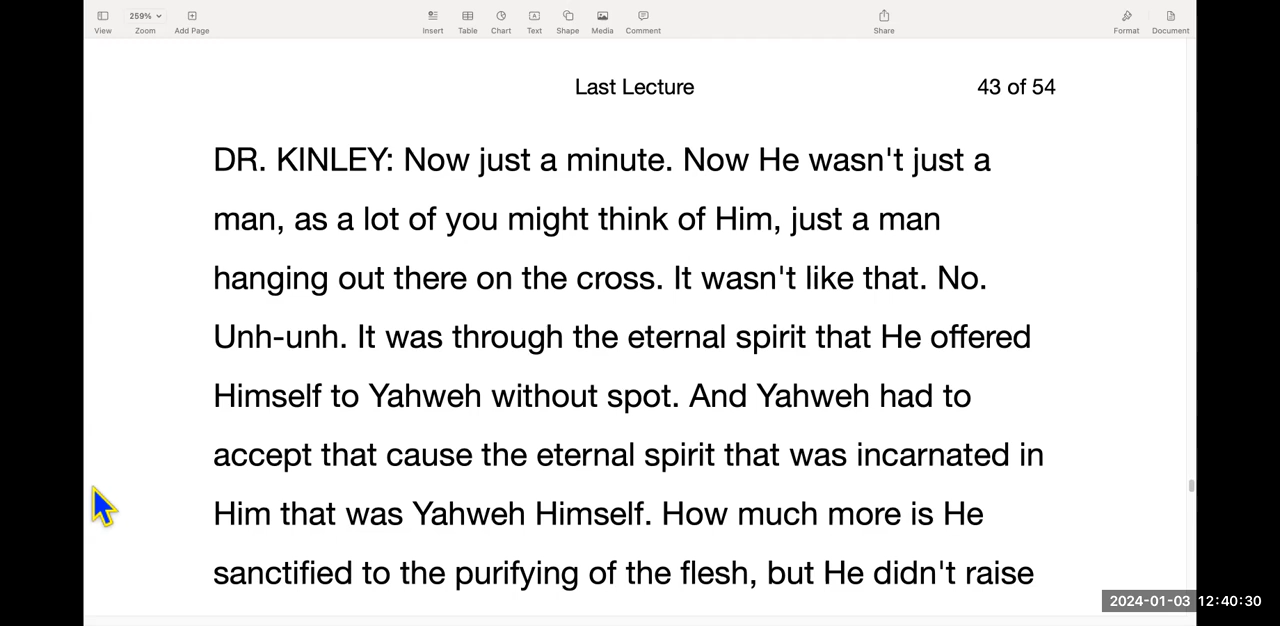 259%
View Zoom Add Page Insert Table Chart Text Shape Media Comment Share Format Document
Last Lecture 43 of 54
DR. KINLEY: Now just a minute. Now He wasn't just a
man, as a lot of you might think of Him, just a man
hanging out there on the cross. It wasn't like that. No.
Unh-unh. It was through the eternal spirit that He offered
Himself to Yahweh without spot. And Yahweh had to
accept that cause the eternal spirit that was incarnated in
Him that was Yahweh Himself. How much more is He
sanctified to the purifying of the flesh, but He didn't raise
2024-01-03 12:40:30